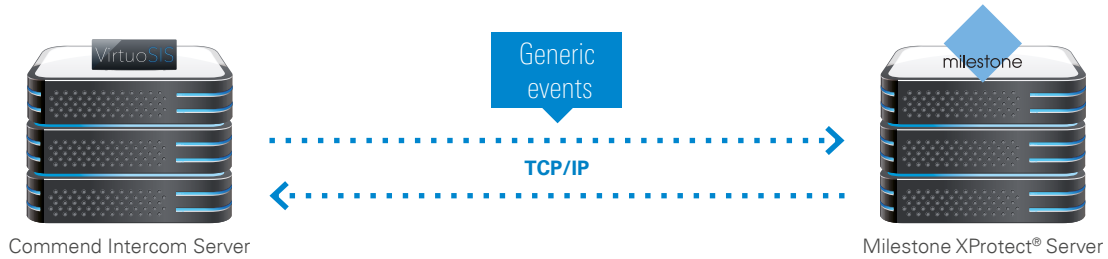 VirtuoSIS
Generic
events
milestone
TCP/IP
Commend Intercom Server
Milestone XProtect® Server